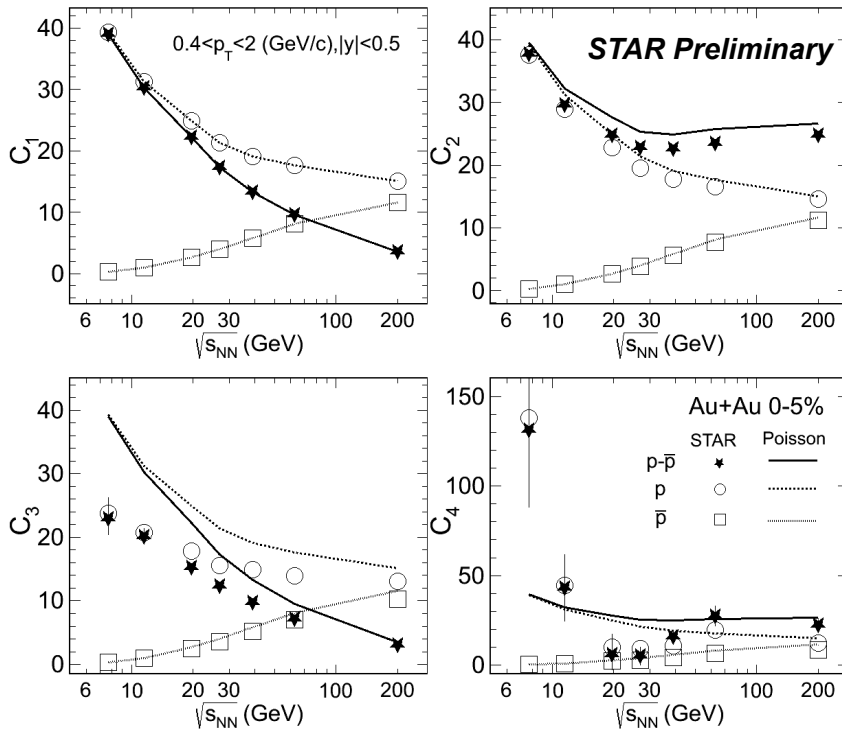 0.4<p_T<2 (GeV/c),|y|<0.5
C_1
40
30
20
10
0
6 10 20 30 100 200
√s_NN (GeV)
STAR Preliminary
C_2
40
30
20
10
0
6 10 20 30 100 200
√s_NN (GeV)
C_3
40
30
20
10
0
6 10 20 30 100 200
√s_NN (GeV)
Au+Au 0-5%
STAR Poisson
p-p̅
p
p̅
C_4
150
100
50
0
6 10 20 30 100 200
√s_NN (GeV)